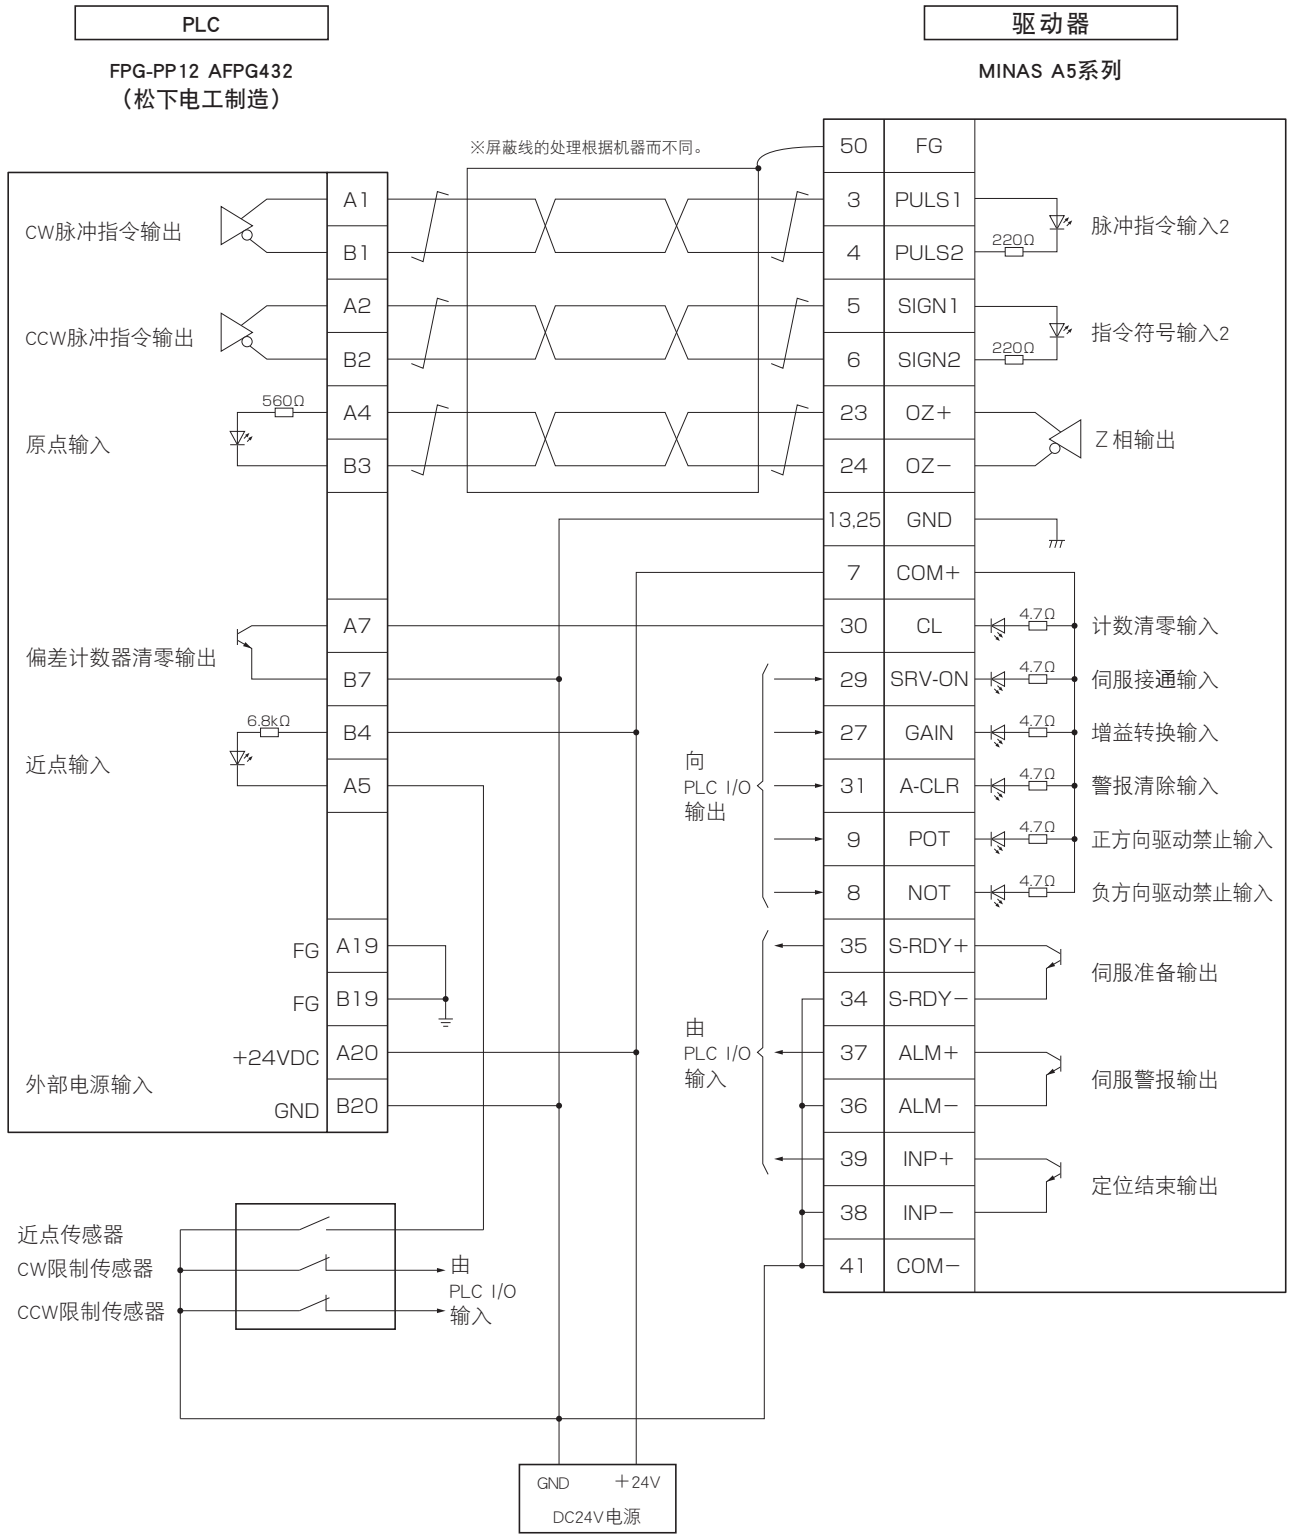 PLC
驱动器
FPG-PP12 AFPG432
（松下电工制造）
MINAS A5系列
※屏蔽线的处理根据机器而不同。
CW脉冲指令输出
A1
B1
CCW脉冲指令输出
A2
B2
原点输入
560Ω
A4
B3
偏差计数器清零输出
A7
B7
近点输入
6.8kΩ
B4
A5
FG
A19
FG
B19
外部电源输入
+24VDC
A20
GND
B20
50 FG
3 PULS1
4 PULS2
220Ω
脉冲指令输入2
5 SIGN1
6 SIGN2
220Ω
指令符号输入2
23 OZ+
24 OZ−
Z 相输出
13,25 GND
7 COM+
30 CL 4.7Ω 计数清零输入
29 SRV-ON 4.7Ω 伺服接通输入
27 GAIN 4.7Ω 增益转换输入
31 A-CLR 4.7Ω 警报清除输入
9 POT 4.7Ω 正方向驱动禁止输入
8 NOT 4.7Ω 负方向驱动禁止输入
向
PLC I/O
输出
35 S-RDY+
34 S-RDY−
伺服准备输出
37 ALM+
36 ALM−
伺服警报输出
39 INP+
38 INP−
定位结束输出
41 COM−
由
PLC I/O
输入
近点传感器
CW限制传感器
CCW限制传感器
由
PLC I/O
输入
GND +24V
DC24V电源